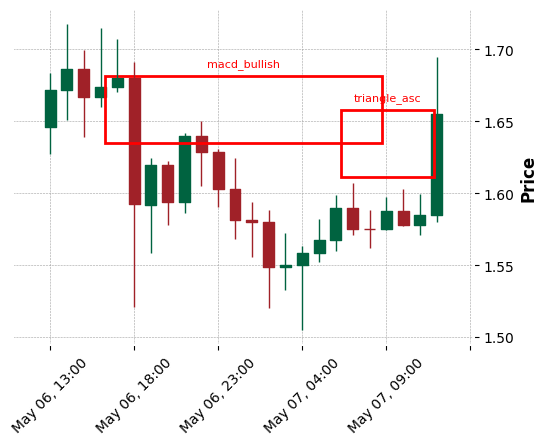 macd_bullish
triangle_asc
1.70
1.65
1.60
1.55
1.50
Price
May 06, 13:00
May 06, 18:00
May 06, 23:00
May 07, 04:00
May 07, 09:00